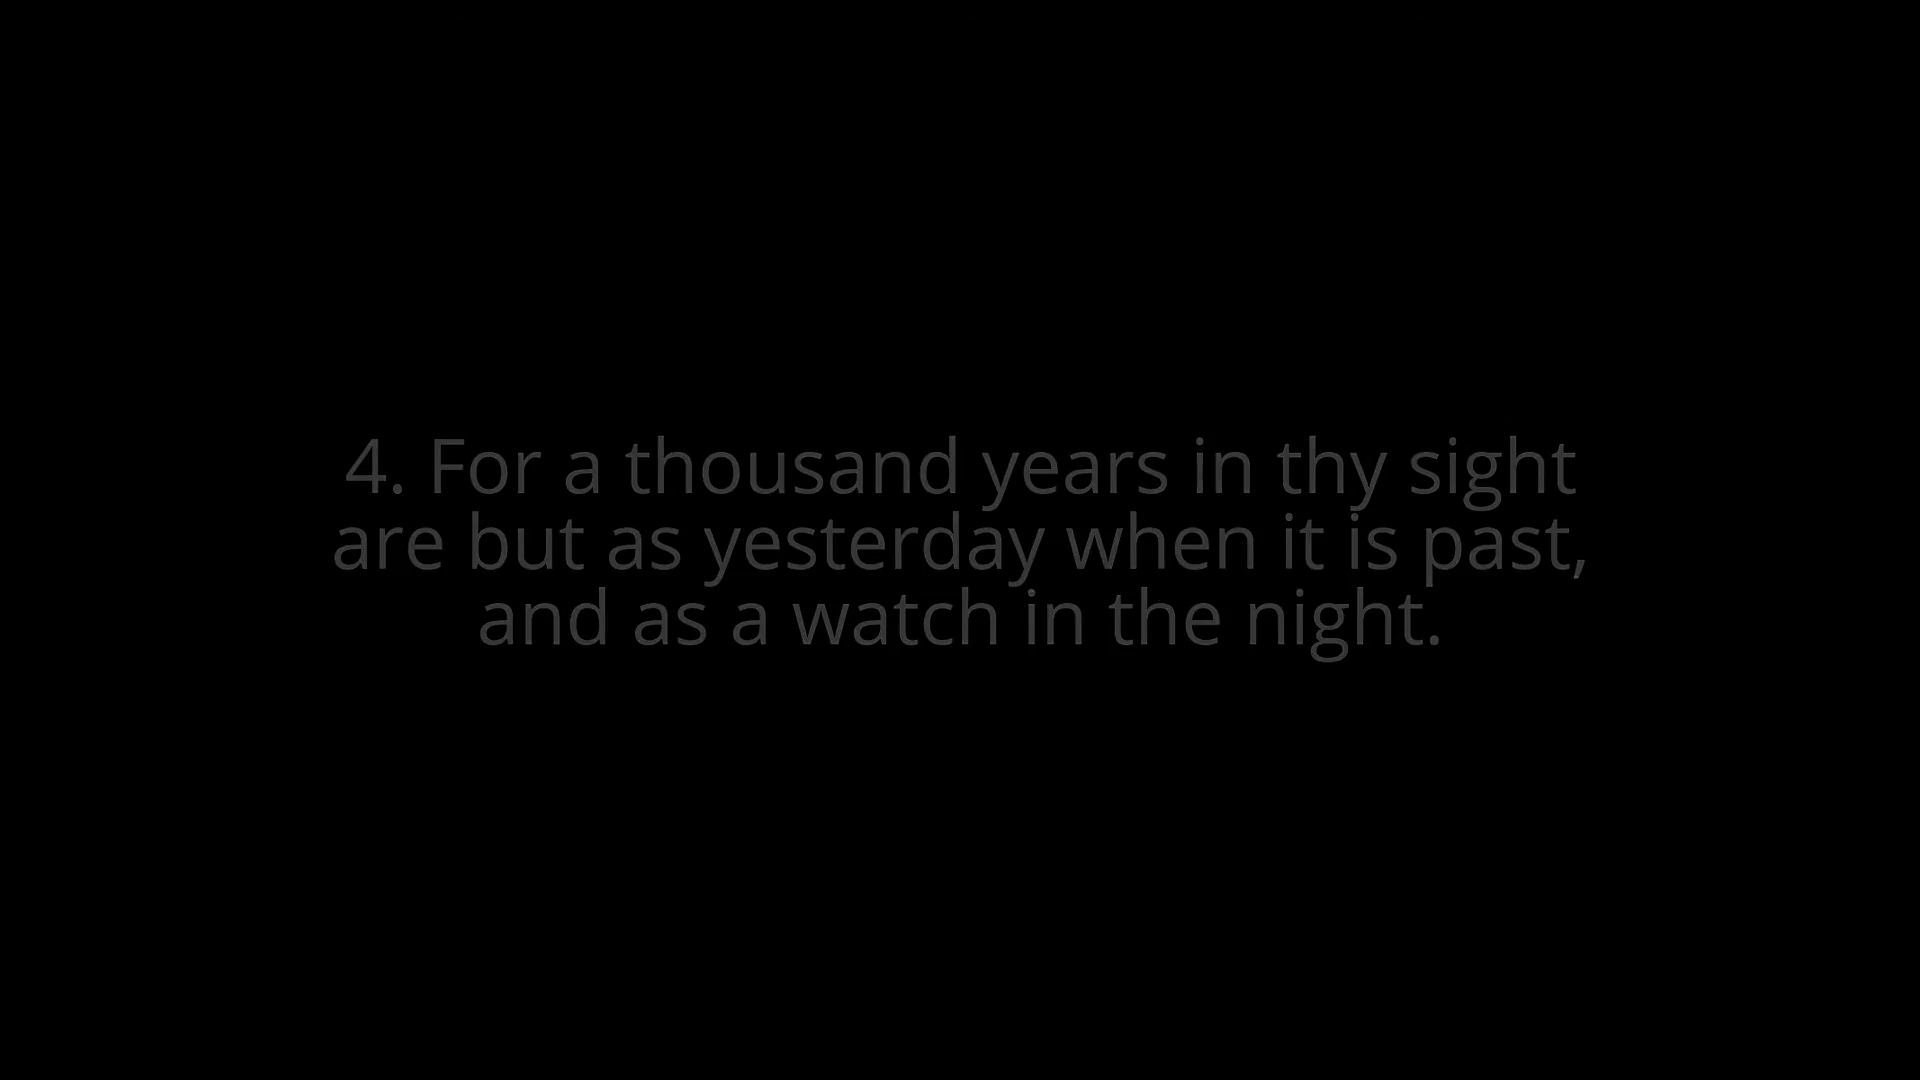 4. For a thousand years in thy sight
are but as yesterday when it is past,
and as a watch in the night.